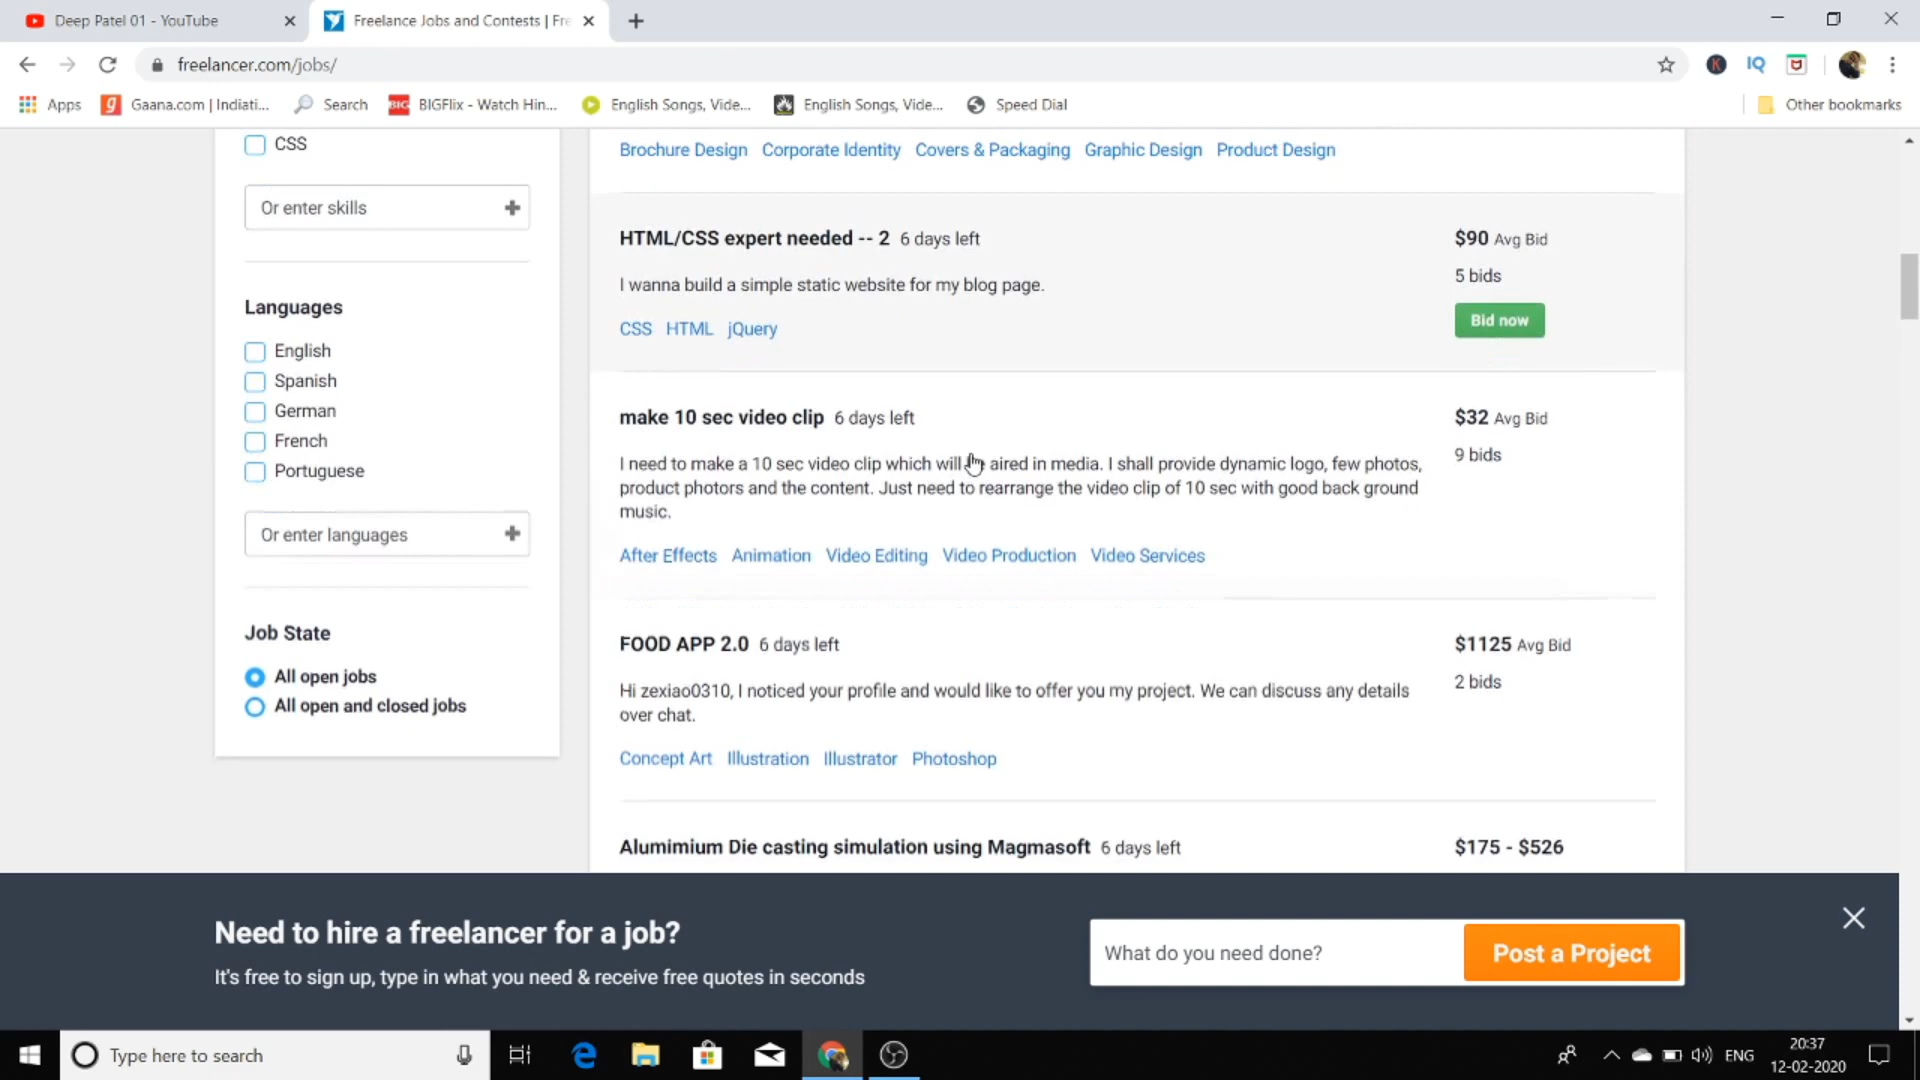 Deep Patel 01 - YouTube
Freelance Jobs and Contests | Fre
freelancer.com/jobs/
IQ
Apps
Gaana.com | Indiati...
Search
BIG
BIGFlix - Watch Hin...
English Songs, Vide...
English Songs, Vide...
Speed Dial
Other bookmarks
CSS
Or enter skills
Languages
English
Spanish
German
French
Portuguese
Or enter languages
Job State
All open jobs
All open and closed jobs
Brochure Design Corporate Identity Covers & Packaging Graphic Design Product Design
HTML/CSS expert needed -- 2 6 days left
$90 Avg Bid
5 bids
I wanna build a simple static website for my blog page.
Bid now
CSS HTML jQuery
make 10 sec video clip 6 days left
$32 Avg Bid
9 bids
I need to make a 10 sec video clip which will aired in media. I shall provide dynamic logo, few photos,
product photors and the content. Just need to rearrange the video clip of 10 sec with good back ground
music.
After Effects Animation Video Editing Video Production Video Services
FOOD APP 2.0 6 days left
$1125 Avg Bid
2 bids
Hi zexiao0310, I noticed your profile and would like to offer you my project. We can discuss any details
over chat.
Concept Art Illustration Illustrator Photoshop
Alumimium Die casting simulation using Magmasoft 6 days left
$175 - $526
Need to hire a freelancer for a job?
It's free to sign up, type in what you need & receive free quotes in seconds
What do you need done?
Post a Project
Type here to search
ENG
20:37
12-02-2020